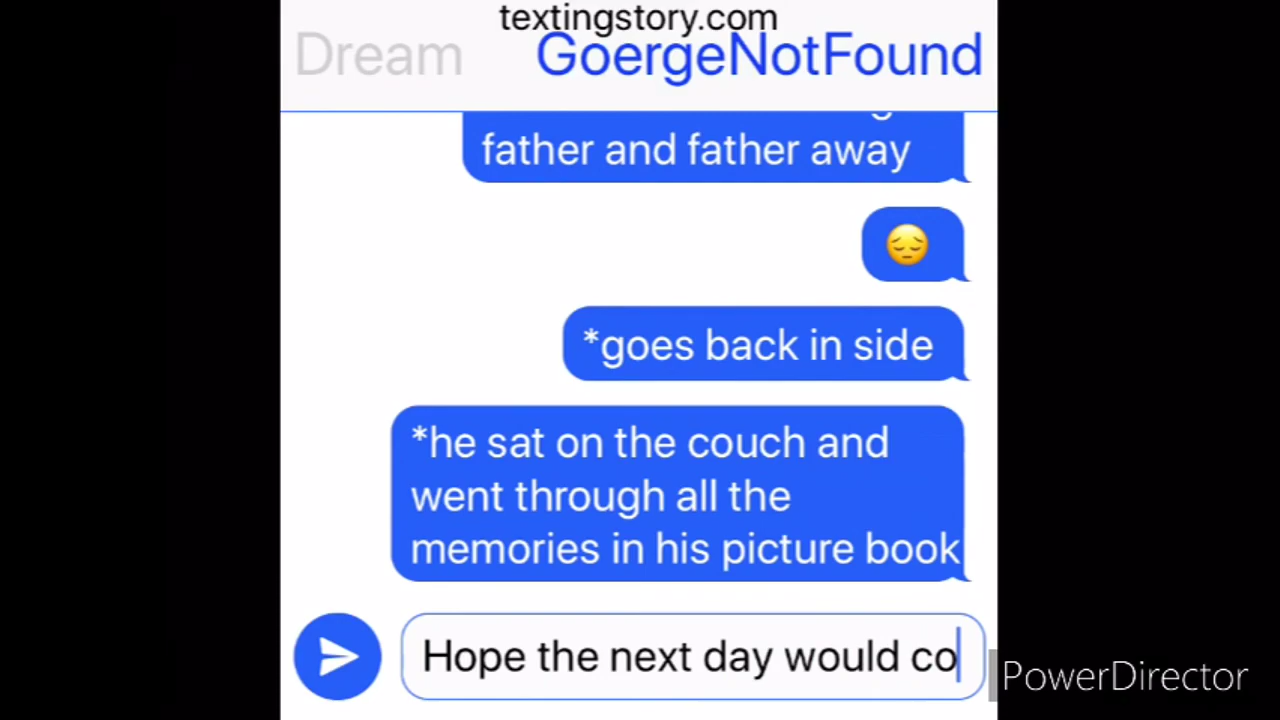 textingstory.com
Dream GoergeNotFound
father and father away
😔
*goes back in side
*he sat on the couch and
went through all the
memories in his picture book
Hope the next day would co
PowerDirector